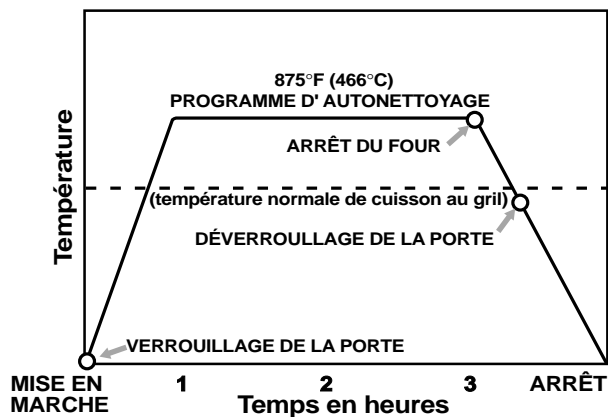 875°F (466°C)
PROGRAMME D' AUTONETTOYAGE
ARRÊT DU FOUR
(température normale de cuisson au gril)
DÉVERROULLAGE DE LA PORTE
VERROUILLAGE DE LA PORTE
Température
MISE EN
MARCHE
1
2
3
ARRÊT
Temps en heures